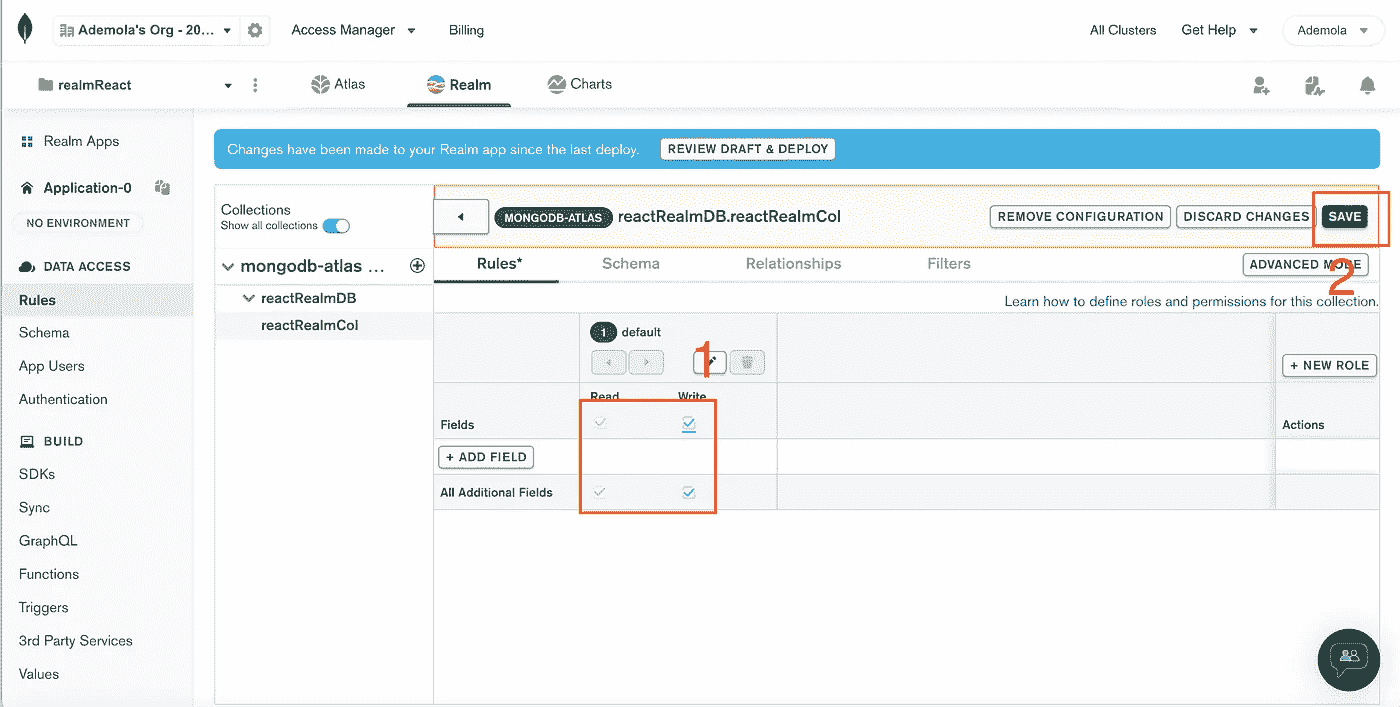 Ademola's Org - 20... Access Manager Billing All Clusters Get Help Ademola
realmReact Atlas Realm Charts
Realm Apps
Application-0
NO ENVIRONMENT
DATA ACCESS
Rules
Schema
App Users
Authentication
BUILD
SDKs
Sync
GraphQL
Functions
Triggers
3rd Party Services
Values
Changes have been made to your Realm app since the last deploy. REVIEW DRAFT & DEPLOY
Collections
Show all collections
mongodb-atlas ...
reactRealmDB
reactRealmCol
MONGODB-ATLAS reactRealmDB.reactRealmCol REMOVE CONFIGURATION DISCARD CHANGES SAVE
Rules* Schema Relationships Filters ADVANCED MODE
2
Learn how to define roles and permissions for this collection.
1 default
1
+ NEW ROLE
Read Write
Fields Actions
+ ADD FIELD
All Additional Fields